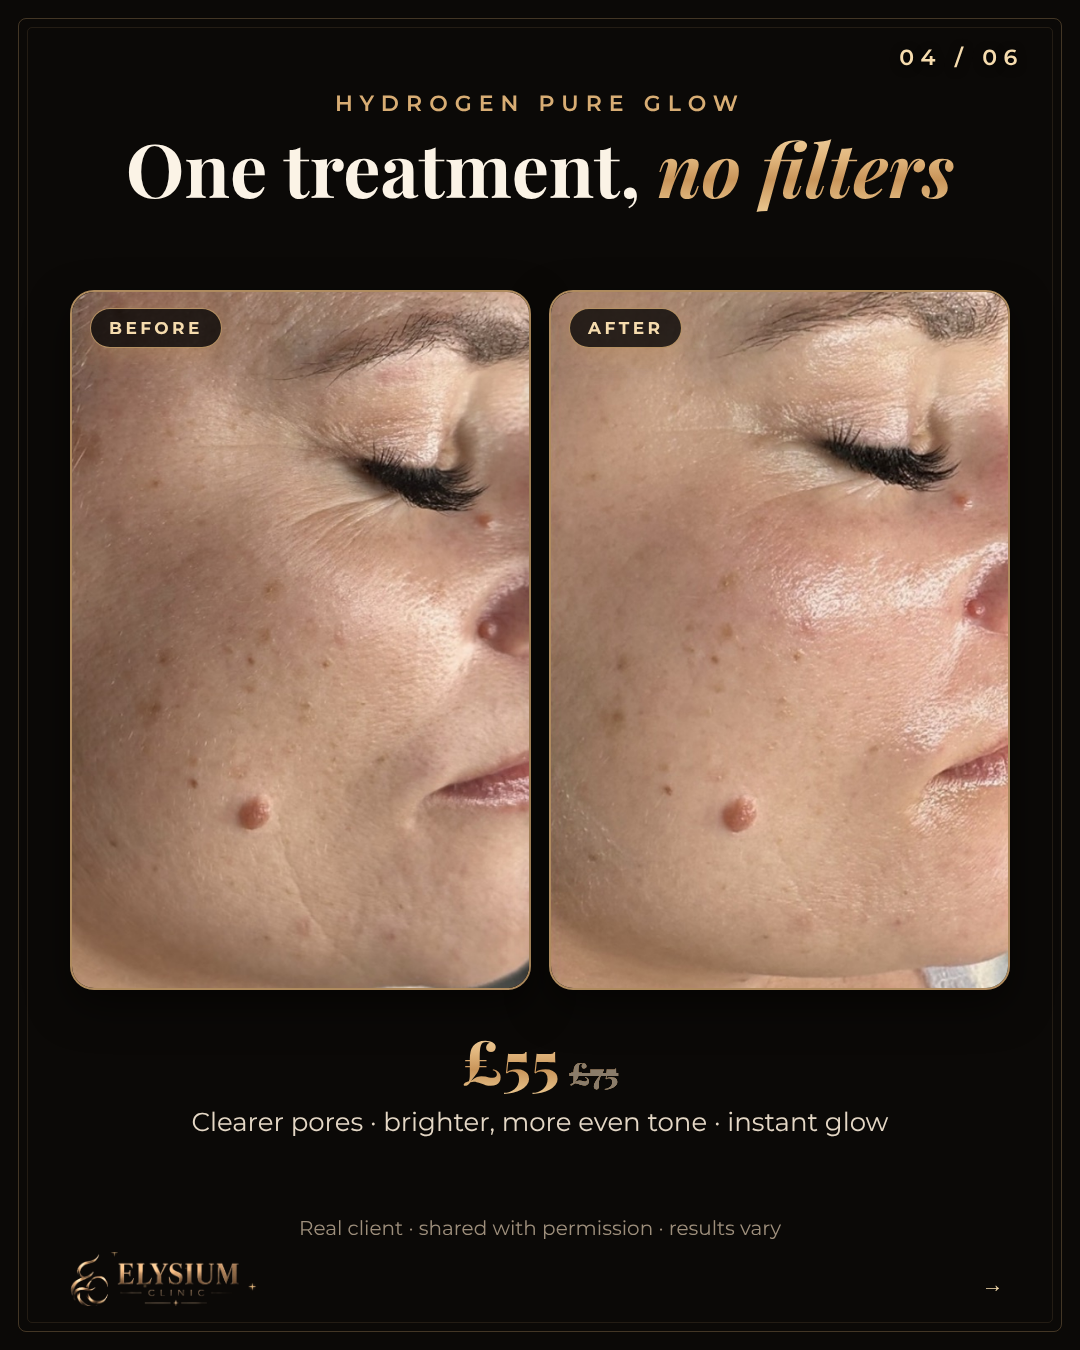 04 / 06
HYDROGEN PURE GLOW
One treatment, no filters
BEFORE
AFTER
£55 £75
Clearer pores · brighter, more even tone · instant glow
Real client · shared with permission · results vary
ELYSIUM
CLINIC
→